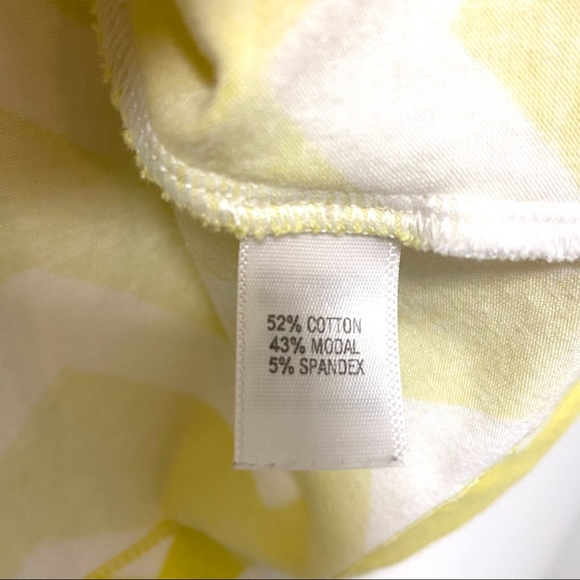 52% COTTON
43% MODAL
5% SPANDEX